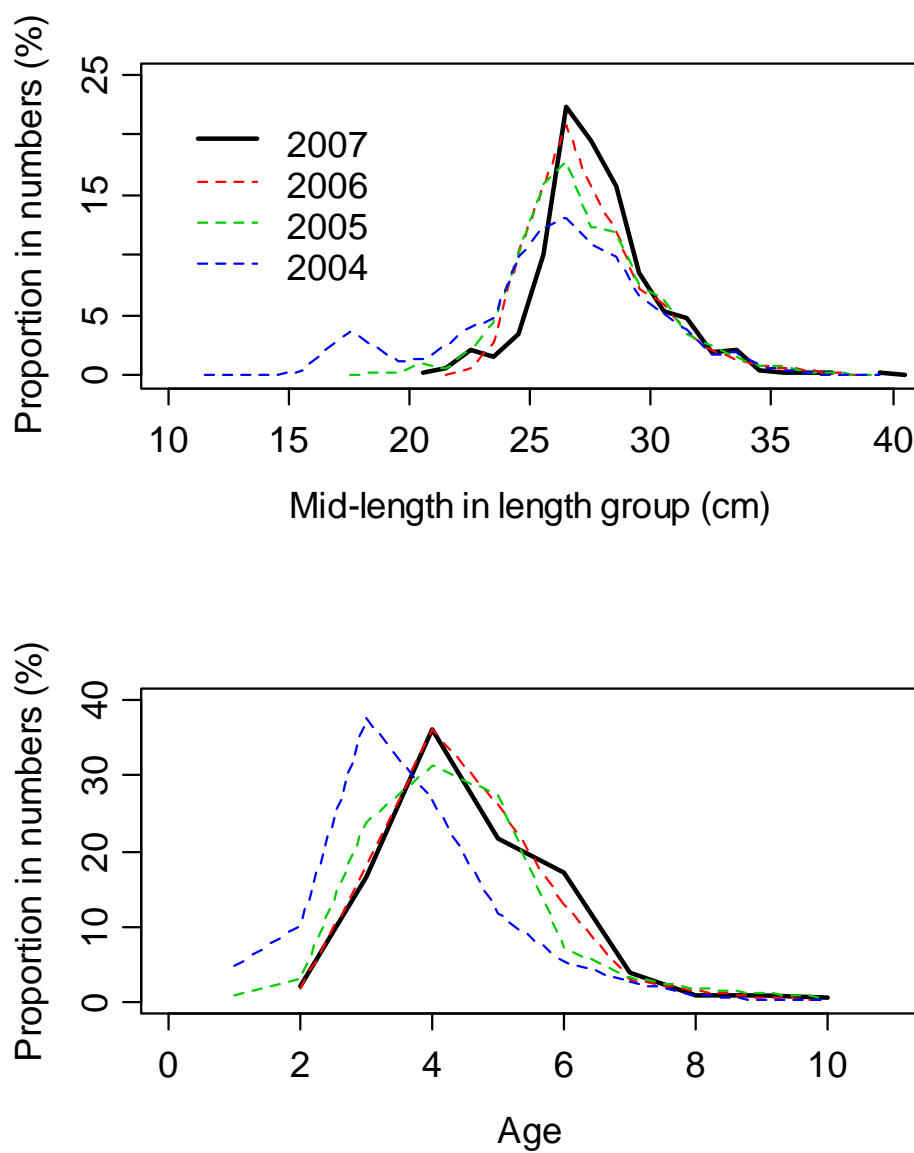 Proportion in numbers (%)
25
15
5
0
2007
2006
2005
2004
10 15 20 25 30 35 40
Mid-length in length group (cm)
Proportion in numbers (%)
40
30
20
10
0
0 2 4 6 8 10
Age